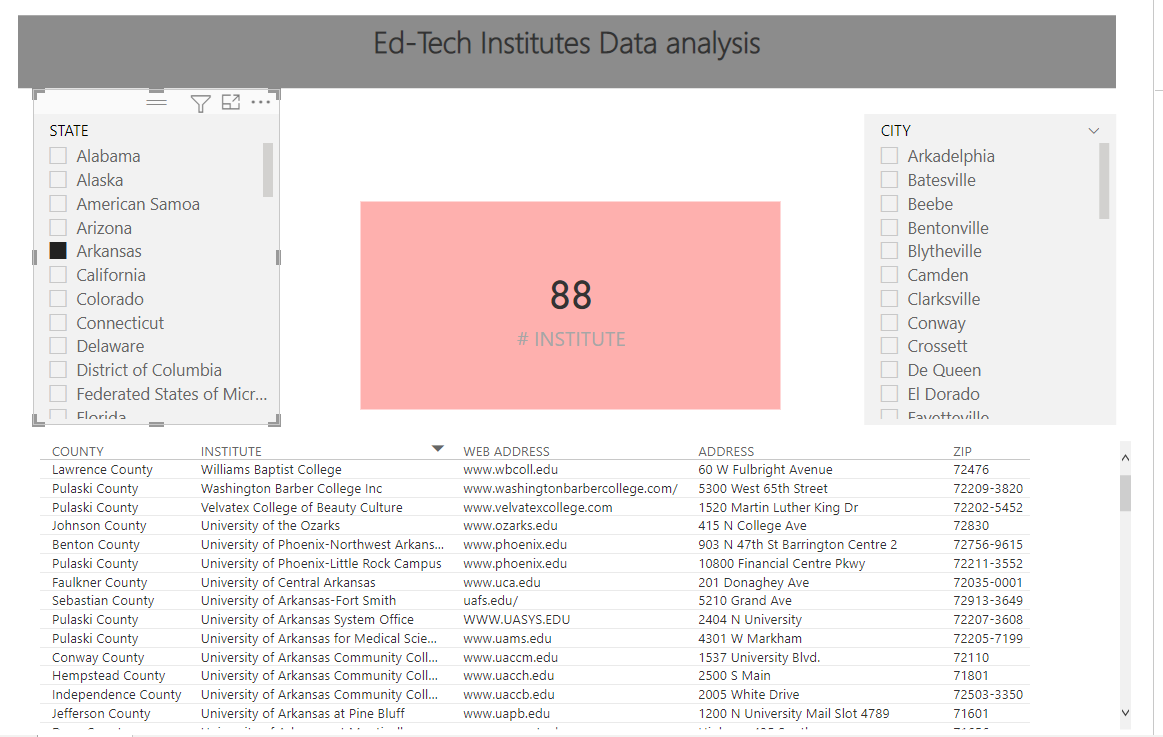 Ed-Tech Institutes Data analysis
STATE
Alabama
Alaska
American Samoa
Arizona
Arkansas
California
Colorado
Connecticut
Delaware
District of Columbia
Federated States of Micr...
Florida
88
# INSTITUTE
CITY
Arkadelphia
Batesville
Beebe
Bentonville
Blytheville
Camden
Clarksville
Conway
Crossett
De Queen
El Dorado
Fayetteville
COUNTY INSTITUTE WEB ADDRESS ADDRESS ZIP
Lawrence County Williams Baptist College www.wbcoll.edu 60 W Fulbright Avenue 72476
Pulaski County Washington Barber College Inc www.washingtonbarbercollege.com/ 5300 West 65th Street 72209-3820
Pulaski County Velvatex College of Beauty Culture www.velvatexcollege.com 1520 Martin Luther King Dr 72202-5452
Johnson County University of the Ozarks www.ozarks.edu 415 N College Ave 72830
Benton County University of Phoenix-Northwest Arkans... www.phoenix.edu 903 N 47th St Barrington Centre 2 72756-9615
Pulaski County University of Phoenix-Little Rock Campus www.phoenix.edu 10800 Financial Centre Pkwy 72211-3552
Faulkner County University of Central Arkansas www.uca.edu 201 Donaghey Ave 72035-0001
Sebastian County University of Arkansas-Fort Smith uafs.edu/ 5210 Grand Ave 72913-3649
Pulaski County University of Arkansas System Office WWW.UASYS.EDU 2404 N University 72207-3608
Pulaski County University of Arkansas for Medical Scie... www.uams.edu 4301 W Markham 72205-7199
Conway County University of Arkansas Community Coll... www.uaccm.edu 1537 University Blvd. 72110
Hempstead County University of Arkansas Community Coll... www.uacch.edu 2500 S Main 71801
Independence County University of Arkansas Community Coll... www.uaccb.edu 2005 White Drive 72503-3350
Jefferson County University of Arkansas at Pine Bluff www.uapb.edu 1200 N University Mail Slot 4789 71601